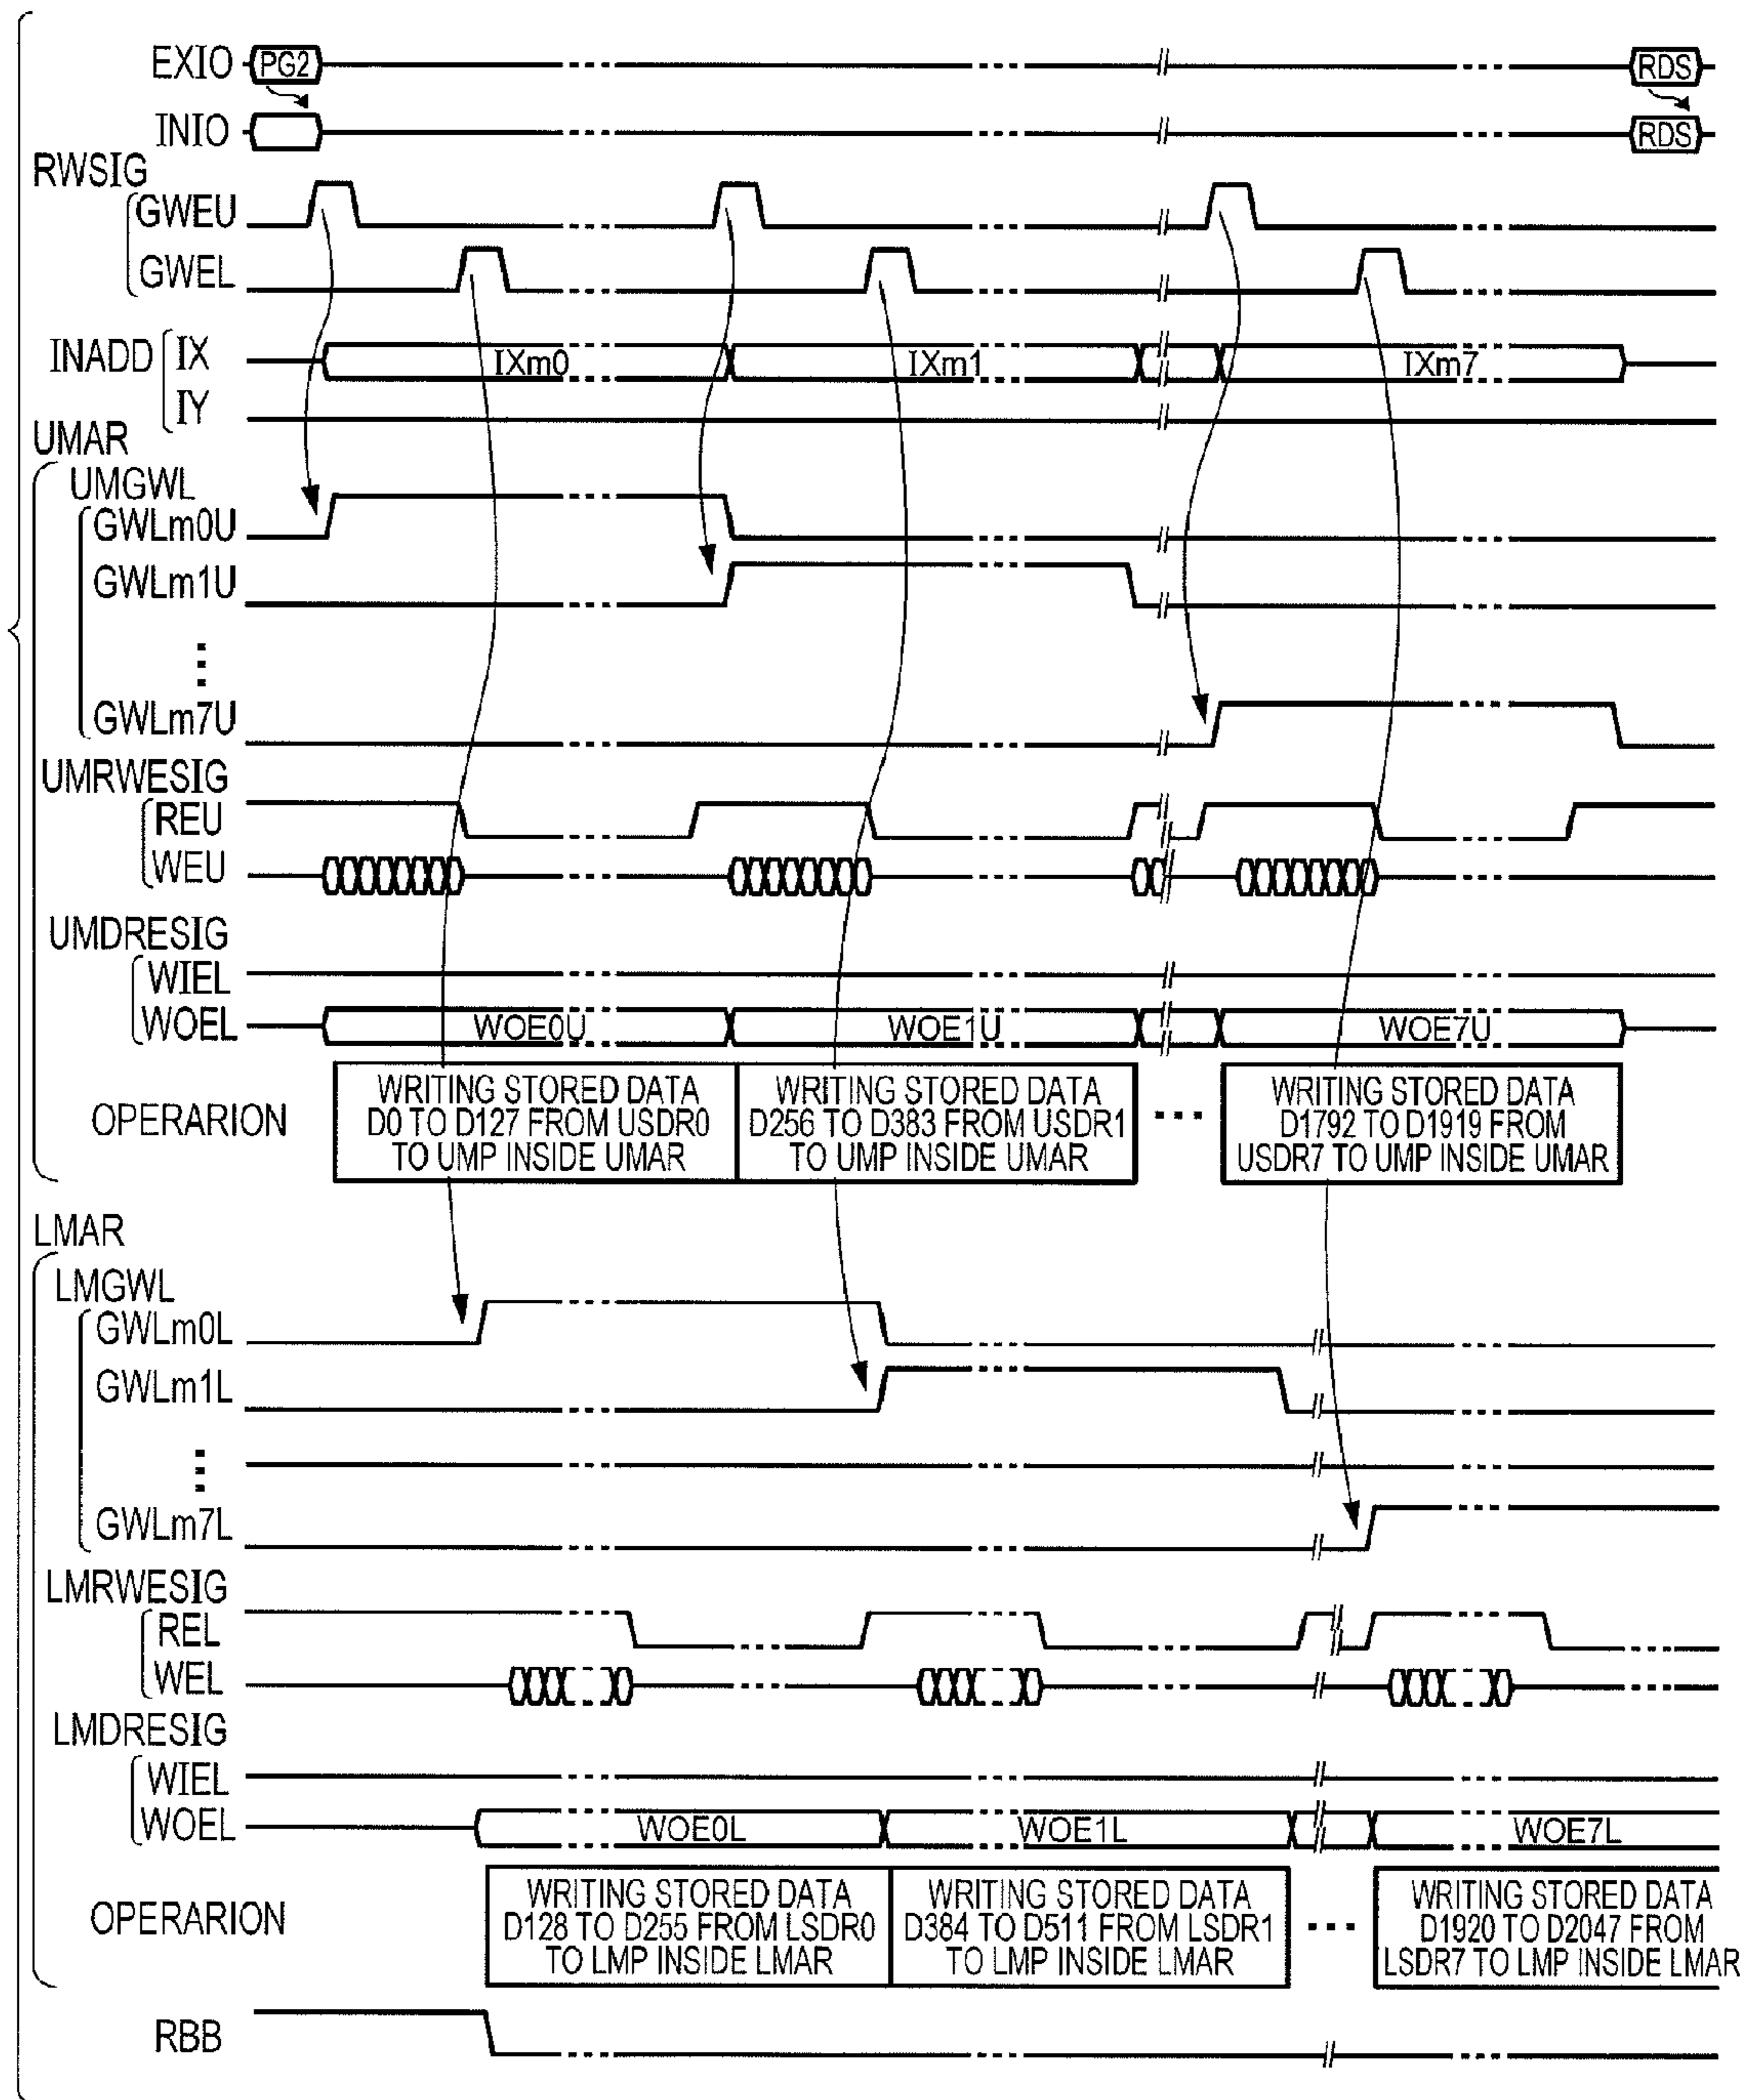 EXIO PG2 RDS
INIO RDS
RWSIG
GWEU
GWEL
INADD IX IXm0 IXm1 IXm7
IY
UMAR
UMGWL
GWLm0U
GWLm1U
GWLm7U
UMRWESIG
REU
WEU
UMDRESIG
WIEL
WOEL WOE0U WOE1U WOE7U
OPERARION
WRITING STORED DATA
D0 TO D127 FROM USDR0
TO UMP INSIDE UMAR
WRITING STORED DATA
D256 TO D383 FROM USDR1
TO UMP INSIDE UMAR
WRITING STORED DATA
D1792 TO D1919 FROM
USDR7 TO UMP INSIDE UMAR
LMAR
LMGWL
GWLm0L
GWLm1L
GWLm7L
LMRWESIG
REL
WEL
LMDRESIG
WIEL
WOEL WOE0L WOE1L WOE7L
OPERARION
WRITING STORED DATA
D128 TO D255 FROM LSDR0
TO LMP INSIDE LMAR
WRITING STORED DATA
D384 TO D511 FROM LSDR1
TO LMP INSIDE LMAR
WRITING STORED DATA
D1920 TO D2047 FROM
LSDR7 TO LMP INSIDE LMAR
RBB